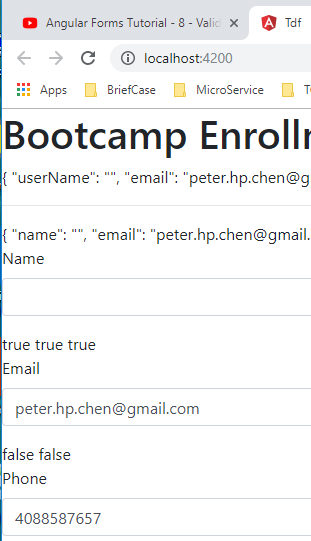 Angular Forms Tutorial - 8 - Valid
Tdf
localhost:4200
Apps BriefCase MicroService
Bootcamp
{ "userName": "", "email": "peter.hp.chen@g
{ "name": "", "email": "peter.hp.chen@gmail.
Name
true true true
Email
peter.hp.chen@gmail.com
false false
Phone
4088587657